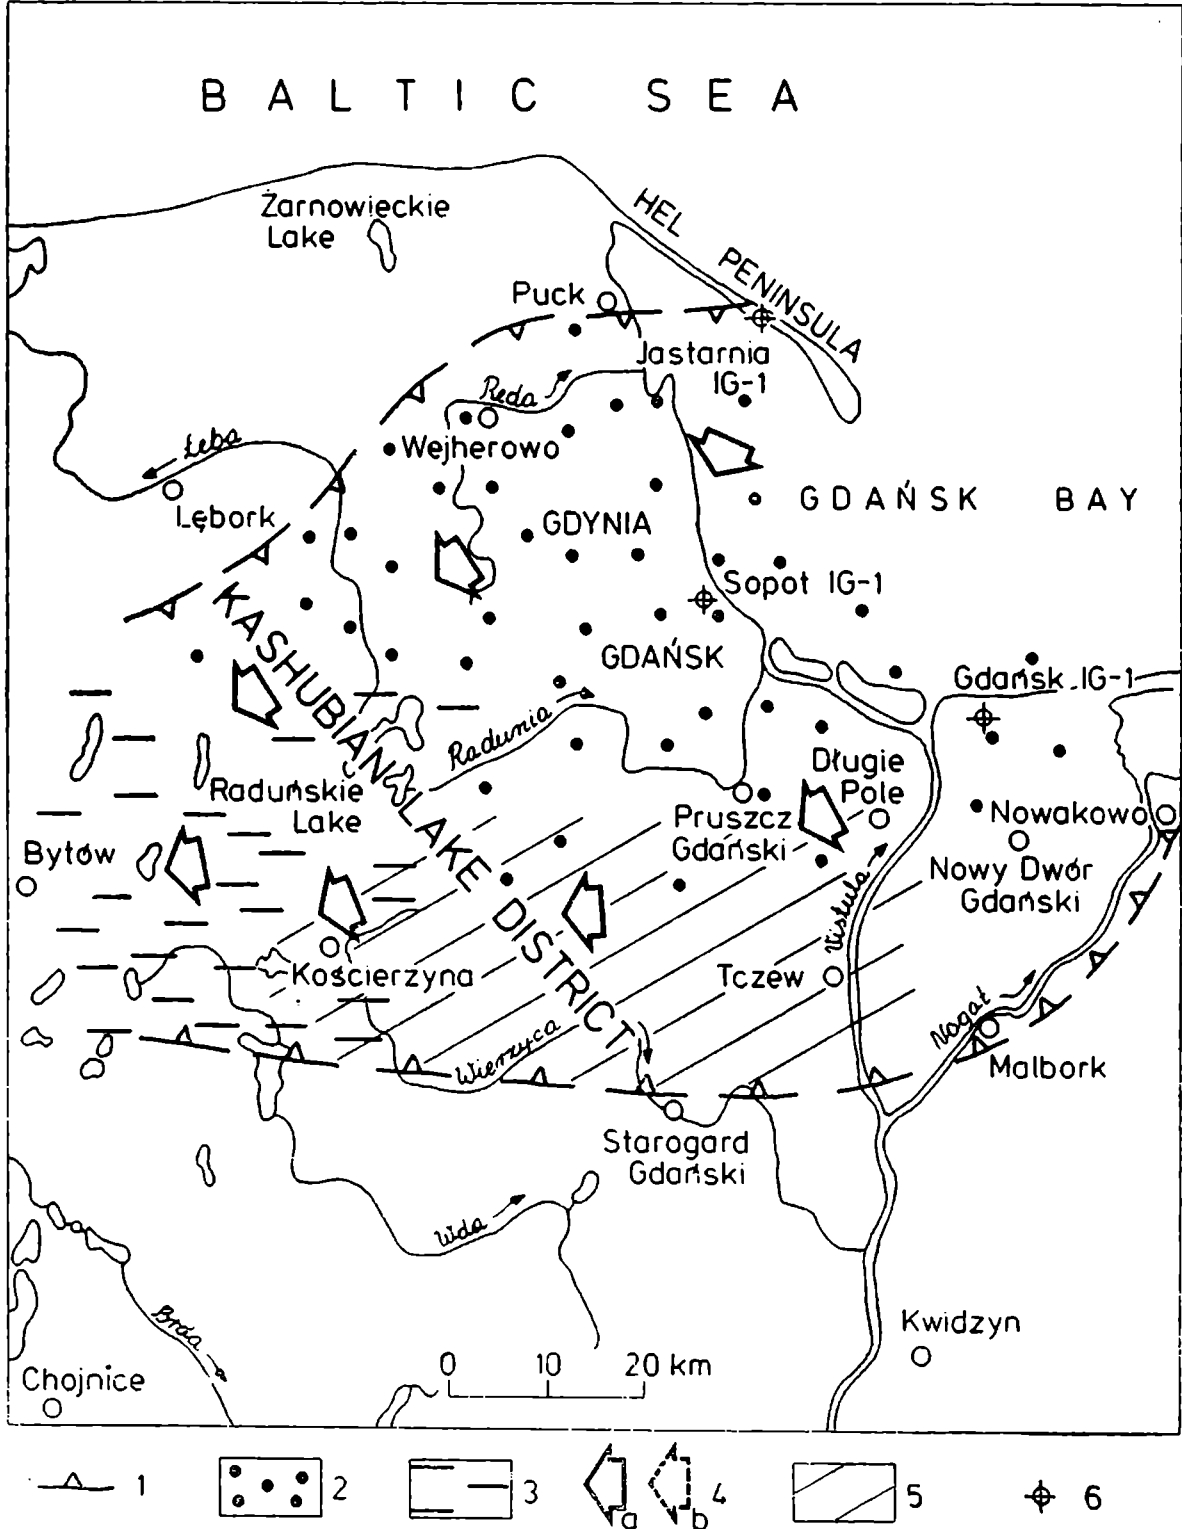 BALTIC SEA
Żarnowieckie
Lake
HEL
PENINSULA
Puck
Jastarnia
IG-1
Reda
Wejherowo
Łeba
Lębork
GDYNIA
GDAŃSK BAY
Sopot IG-1
KASHUBIAN LAKE DISTRICT
GDAŃSK
Gdańsk IG-1
Radunia
Raduńskie
Lake
Długie
Pole
Pruszcz
Gdański
Nowakowo
Nowy Dwór
Gdański
Bytów
Vistula
Kościerzyna
Tczew
Nogat
Wierzyca
Malbork
Starogard
Gdański
Wda
Brda
Kwidzyn
Chojnice
0 10 20 km
1 2 3 a b 4 5 6